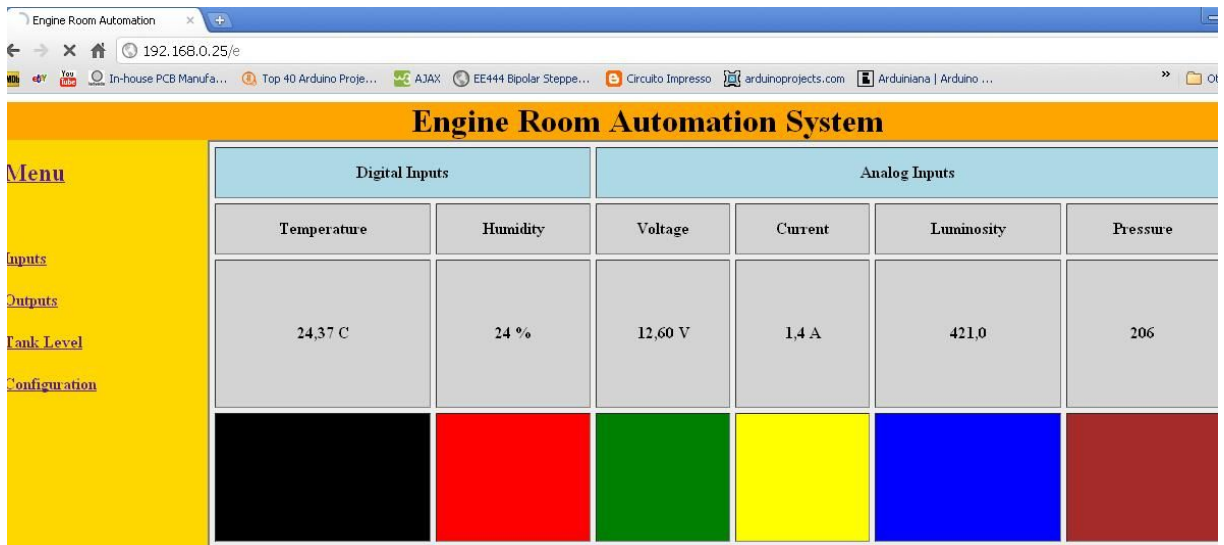 Engine Room Automation
192.168.0.25/e
You Tube In-house PCB Manufa... Top 40 Arduino Proje... AJAX EE444 Bipolar Steppe... Circuito Impresso arduinoprojects.com Arduiniana | Arduino ... »
Engine Room Automation System
Menu
Inputs
Outputs
Tank Level
Configuration
Digital Inputs Analog Inputs
Temperature Humidity Voltage Current Luminosity Pressure
24,37 C 24 % 12,60 V 1,4 A 421,0 206